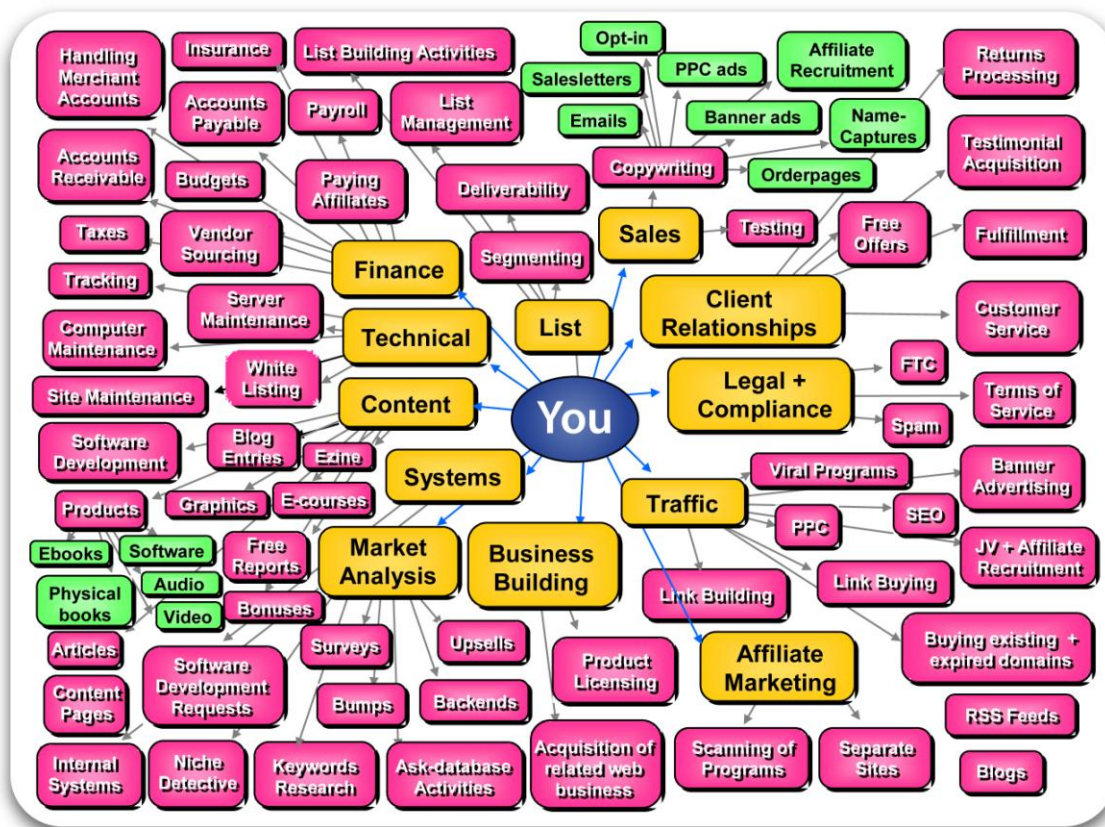 Handling
Merchant
Accounts
Insurance
List Building Activities
Opt-in
Affiliate
Recruitment
Returns
Processing
Salesletters
PPC ads
Accounts
Payable
Payroll
List
Management
Emails
Banner ads
Name-
Captures
Testimonial
Acquisition
Accounts
Receivable
Budgets
Paying
Affiliates
Deliverability
Copywriting
Orderpages
Taxes
Vendor
Sourcing
Finance
Segmenting
Sales
Testing
Free
Offers
Fulfillment
Tracking
Server
Maintenance
Technical
List
Client
Relationships
Customer
Service
Computer
Maintenance
White
Listing
Site Maintenance
Content
You
Legal +
Compliance
FTC
Terms of
Service
Spam
Software
Development
Blog
Entries
Ezine
Systems
Viral Programs
Banner
Advertising
Products
Graphics
E-courses
Traffic
PPC
SEO
Ebooks
Software
Free
Reports
Market
Analysis
Business
Building
JV + Affiliate
Recruitment
Physical
books
Audio
Video
Bonuses
Link Building
Link Buying
Articles
Software
Development
Requests
Surveys
Upsells
Product
Licensing
Affiliate
Marketing
Buying existing +
expired domains
Content
Pages
Bumps
Backends
RSS Feeds
Internal
Systems
Niche
Detective
Keywords
Research
Ask-database
Activities
Acquisition of
related web
business
Scanning of
Programs
Separate
Sites
Blogs